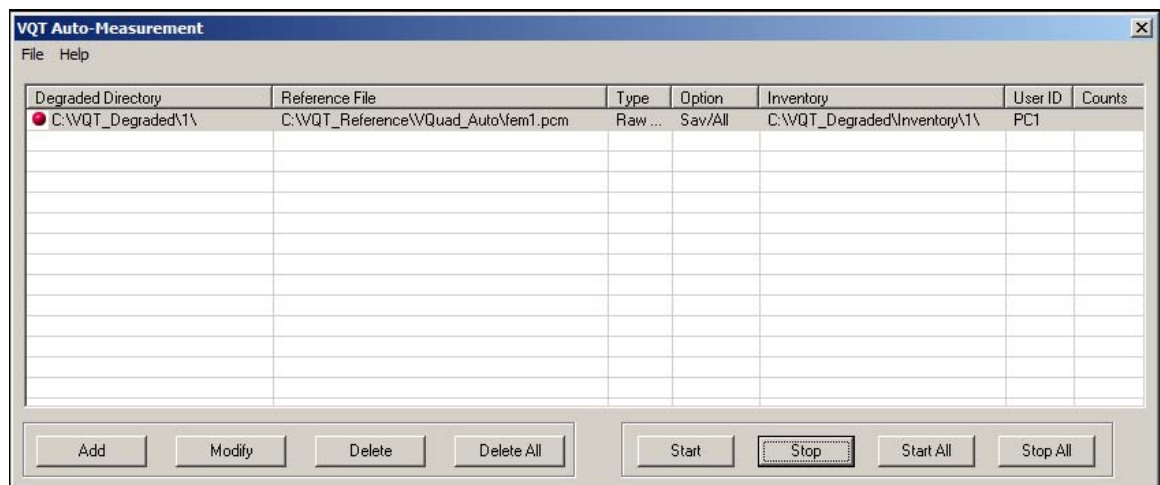 VQT Auto-Measurement
File Help
Degraded Directory Reference File Type Option Inventory User ID Counts
C:\VQT_Degraded\1\ C:\VQT_Reference\VQuad_Auto\fem1.pcm Raw ... Sav/All C:\VQT_Degraded\Inventory\1\ PC1
Add Modify Delete Delete All Start Stop Start All Stop All